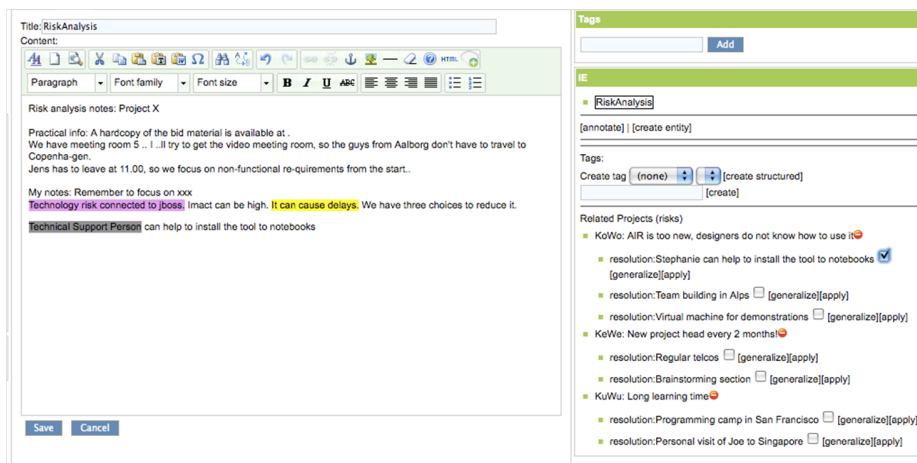 Title: RiskAnalysis
Content:
HTML
Paragraph Font family Font size B I U ABC
Risk analysis notes: Project X
Practical info: A hardcopy of the bid material is available at .
We have meeting room 5 .. I ..ll try to get the video meeting room, so the guys from Aalborg don't have to travel to
Copenha-gen.
Jens has to leave at 11.00, so we focus on non-functional re-quirements from the start..
My notes: Remember to focus on xxx
Technology risk connected to jboss. Imact can be high. It can cause delays. We have three choices to reduce it.
Technical Support Person can help to install the tool to notebooks
Save Cancel
Tags
Add
IE
RiskAnalysis
[annotate] | [create entity]
Tags:
Create tag (none) [create structured]
[create]
Related Projects (risks)
KoWo: AIR is too new, designers do not know how to use it
resolution:Stephanie can help to install the tool to notebooks
[generalize][apply]
resolution:Team building in Alps [generalize][apply]
resolution:Virtual machine for demonstrations [generalize][apply]
KeWe: New project head every 2 months!
resolution:Regular telcos [generalize][apply]
resolution:Brainstorming section [generalize][apply]
KuWu: Long learning time
resolution:Programming camp in San Francisco [generalize][apply]
resolution:Personal visit of Joe to Singapore [generalize][apply]